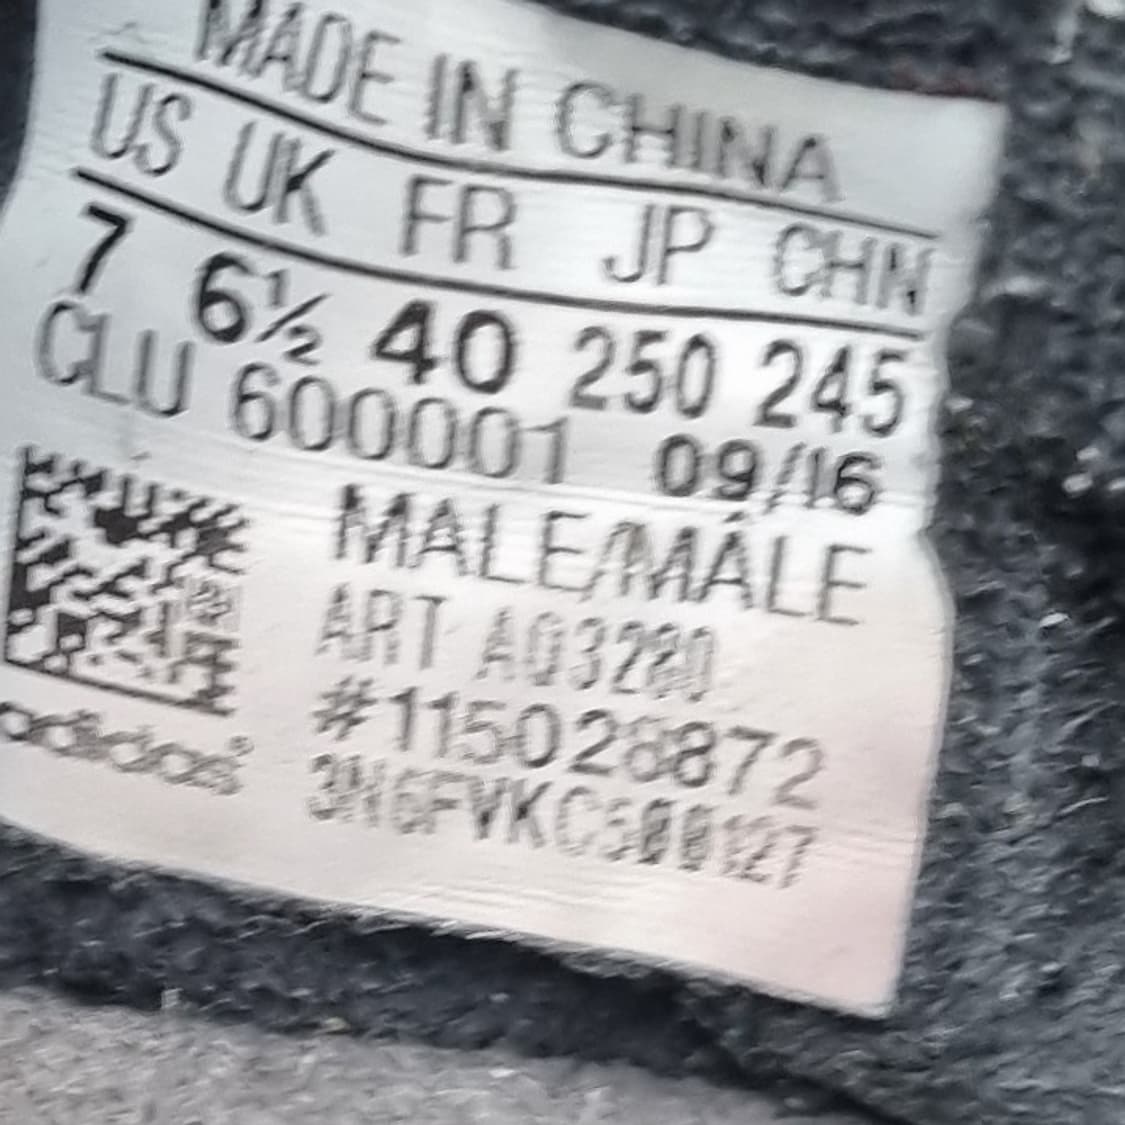 MADE IN CHINA
US UK FR JP CHN
7 6½ 40 250 245
CLU 600001 09/16
MALE/MÂLE
ART AQ3280
#115028872
3N6FVKC500127
adidas®